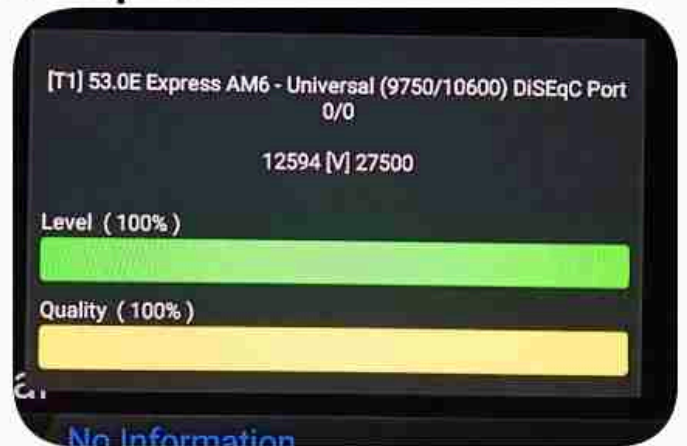 [T1] 53.0E Express AM6 - Universal (9750/10600) DiSEqC Port
0/0
12594 [V] 27500
Level ( 100% )
Quality ( 100% )
No Information